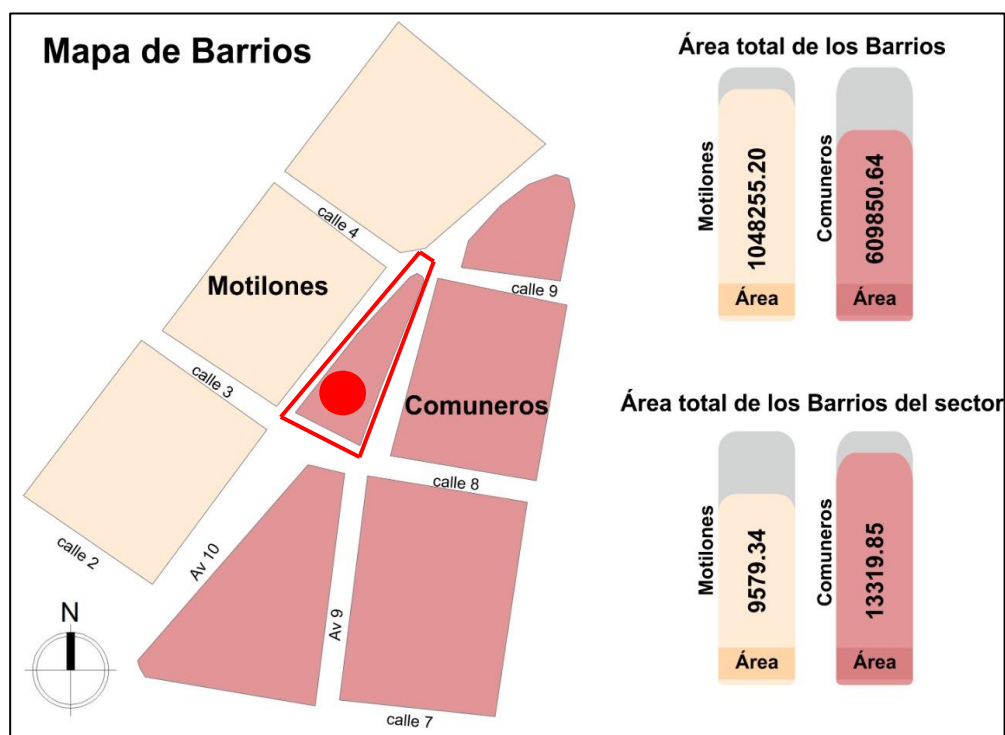 Mapa de Barrios
calle 4
Motilones
calle 3
calle 2
calle 9
Comuneros
calle 8
Av 10
Av 9
calle 7
N
Área total de los Barrios
Motilones
1048255.20
Área
Comuneros
609850.64
Área
Área total de los Barrios del sector
Motilones
9579.34
Área
Comuneros
13319.85
Área